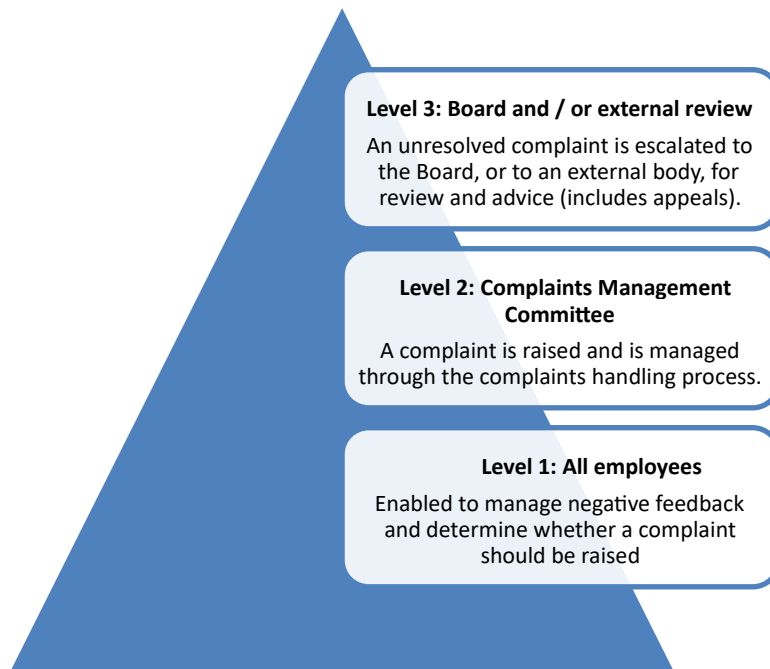 Level 3: Board and / or external review
An unresolved complaint is escalated to
the Board, or to an external body, for
review and advice (includes appeals).
Level 2: Complaints Management
Committee
A complaint is raised and is managed
through the complaints handling process.
Level 1: All employees
Enabled to manage negative feedback
and determine whether a complaint
should be raised